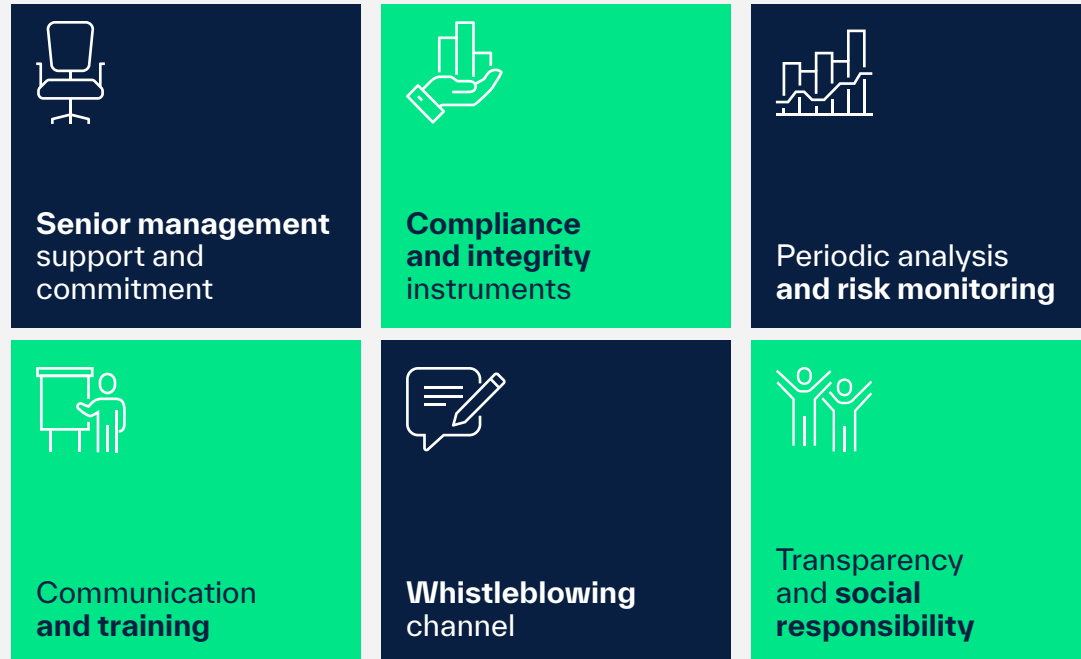 Senior management
support and
commitment
Compliance
and integrity
instruments
Periodic analysis
and risk monitoring
Communication
and training
Whistleblowing
channel
Transparency
and social
responsibility